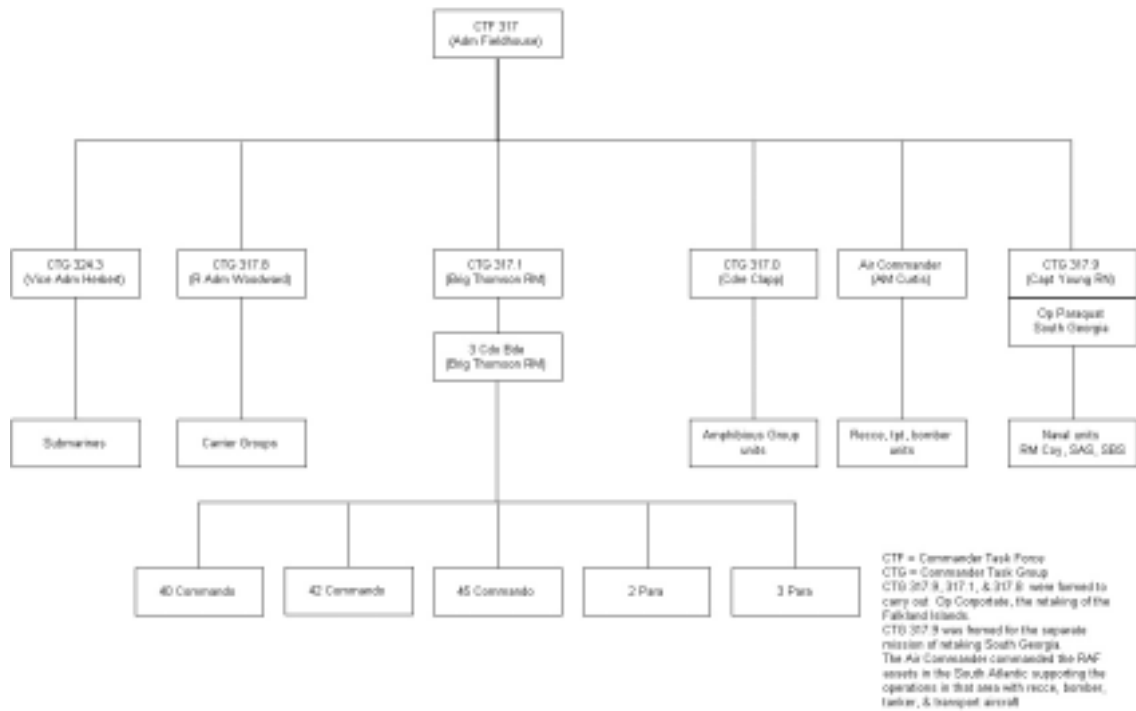 CTF 317
(Adm Fieldhouse)
CTG 324.3
(Vice Adm Herbert)
CTG 317.8
(R Adm Woodward)
CTG 317.1
(Brig Thomson RM)
CTG 317.0
(Cdre Clapp)
Air Commander
(AM Curtis)
CTG 317.9
(Capt Young RN)
Op Paraquat
South Georgia
3 Cdo Bde
(Brig Thomson RM)
Submarines
Carrier Groups
Amphibious Group
units
Recce, tpt, bomber
units
Naval units
RM Coy, SAS, SBS
40 Commando
42 Commando
45 Commando
2 Para
3 Para
CTF = Commander Task Force
CTG = Commander Task Group
CTG 317.9, 317.1, & 317.8 were formed to
carry out Op Corportate, the retaking of the
Falkland Islands.
CTG 317.9 was fromed for the separate
mission of retaking South Georgia.
The Air Commander commanded the RAF
assets in the South Atlantic supporting the
operations in that area with recce, bomber,
tanker, & transport aircraft